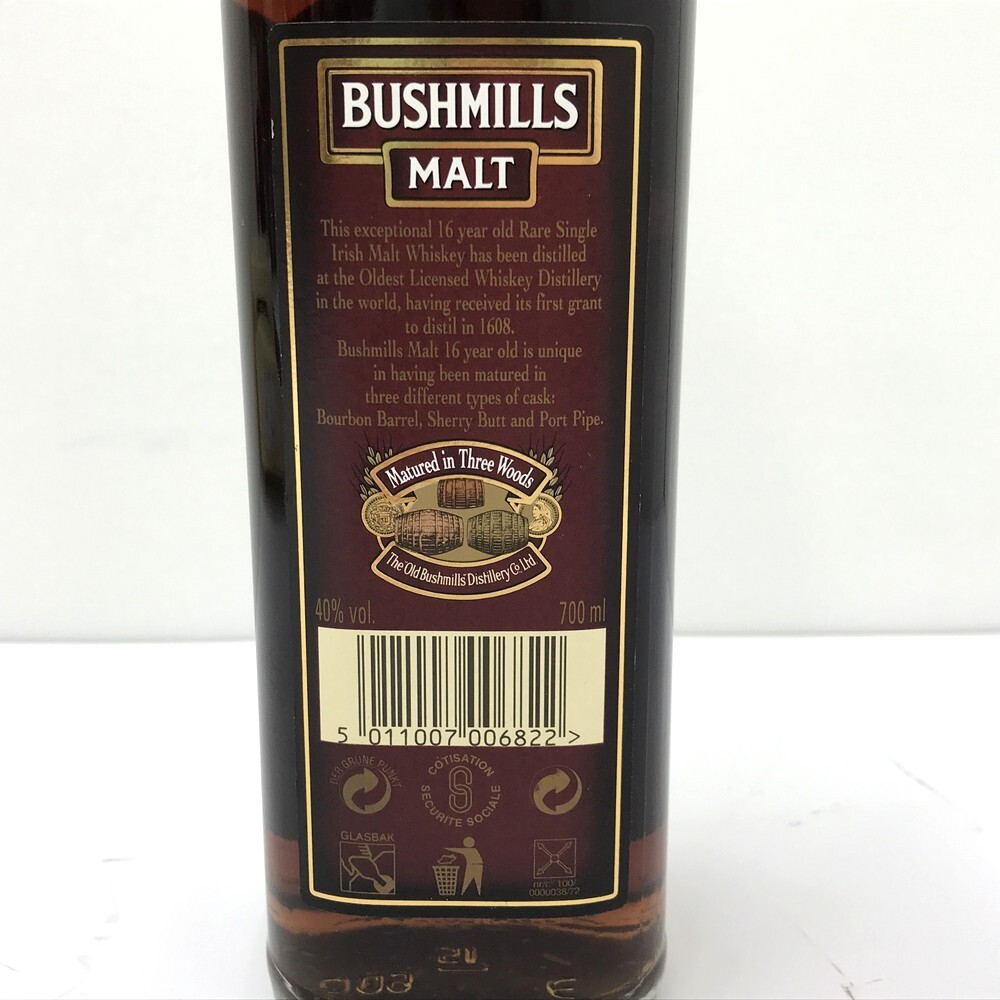 BUSHMILLS
MALT
This exceptional 16 year old Rare Single
Irish Malt Whiskey has been distilled
at the Oldest Licensed Whiskey Distillery
in the world, having received its first grant
to distil in 1608.
Bushmills Malt 16 year old is unique
in having been matured in
three different types of cask:
Bourbon Barrel, Sherry Butt and Port Pipe.
Matured in Three Woods
The Old Bushmills Distillery Co. Ltd
40% vol. 700 ml
5 011007 006822 >
DER GRÜNE PUNKT
COTISATION
SECURITE SOCIALE
GLASBAK
0000038/72